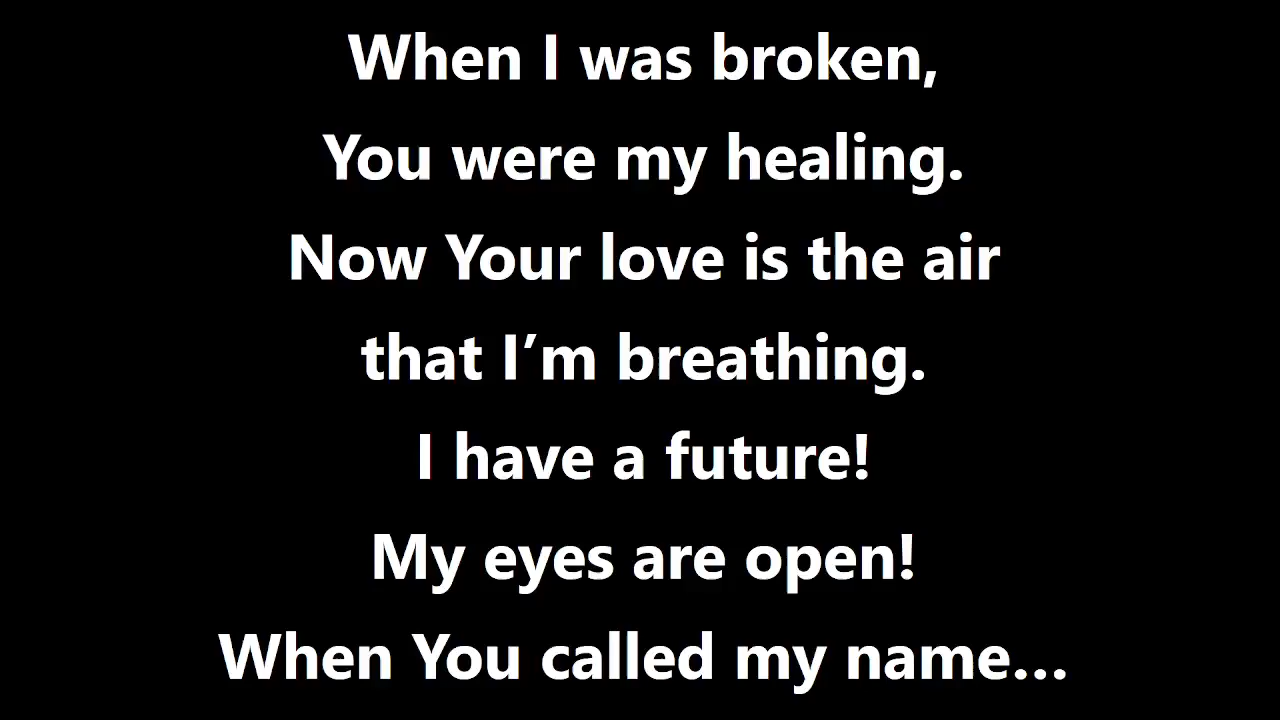 When I was broken,
You were my healing.
Now Your love is the air
that I’m breathing.
I have a future!
My eyes are open!
When You called my name…